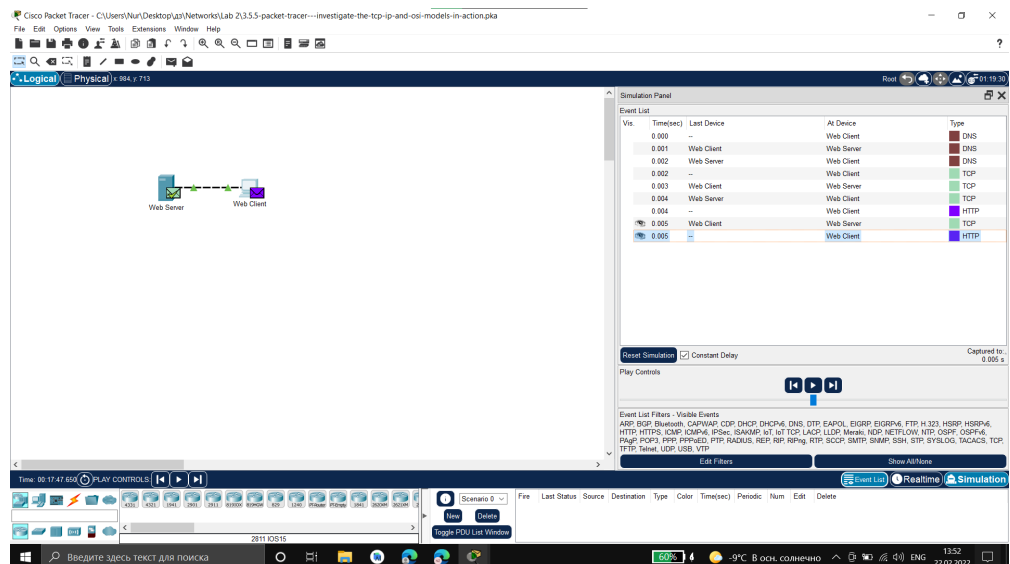 Cisco Packet Tracer - C:\Users\Nur\Desktop\дз\Networks\Lab 2\3.5.5-packet-tracer---investigate-the-tcp-ip-and-osi-models-in-action.pka
File Edit Options View Tools Extensions Window Help
?
Logical Physical x: 984, y: 713
Root 01:19:30
Simulation Panel
Event List
Vis. Time(sec) Last Device At Device Type
0.000 -- Web Client DNS
0.001 Web Client Web Server DNS
0.002 Web Server Web Client DNS
0.002 -- Web Client TCP
0.003 Web Client Web Server TCP
0.004 Web Server Web Client TCP
0.004 -- Web Client HTTP
0.005 Web Client Web Server TCP
0.005 -- Web Client HTTP
Web Server
Web Client
Reset Simulation Constant Delay
Captured to:
0.005 s
Play Controls
Event List Filters - Visible Events
ARP, BGP, Bluetooth, CAPWAP, CDP, DHCP, DHCPv6, DNS, DTP, EAPOL, EIGRP, EIGRPv6, FTP, H.323, HSRP, HSRPv6,
HTTP, HTTPS, ICMP, ICMPv6, IPSec, ISAKMP, IoT, IoT TCP, LACP, LLDP, Meraki, NDP, NETFLOW, NTP, OSPF, OSPFv6,
PAgP, POP3, PPP, PPPoED, PTP, RADIUS, REP, RIP, RIPng, RTP, SCCP, SMTP, SNMP, SSH, STP, SYSLOG, TACACS, TCP,
TFTP, Telnet, UDP, USB, VTP
Edit Filters Show All/None
Time: 00:17:47.650 PLAY CONTROLS:
Event List Realtime Simulation
4331 4321 1941 2901 2911 819IOX 819HGW 829 1240 PT-Router PT-Empty 1841 2620XM 2621XM
2811 IOS15
Scenario 0
New Delete
Toggle PDU List Window
Fire Last Status Source Destination Type Color Time(sec) Periodic Num Edit Delete
Введите здесь текст для поиска
60%
-9°C В осн. солнечно
ENG
13:52
22.02.2022